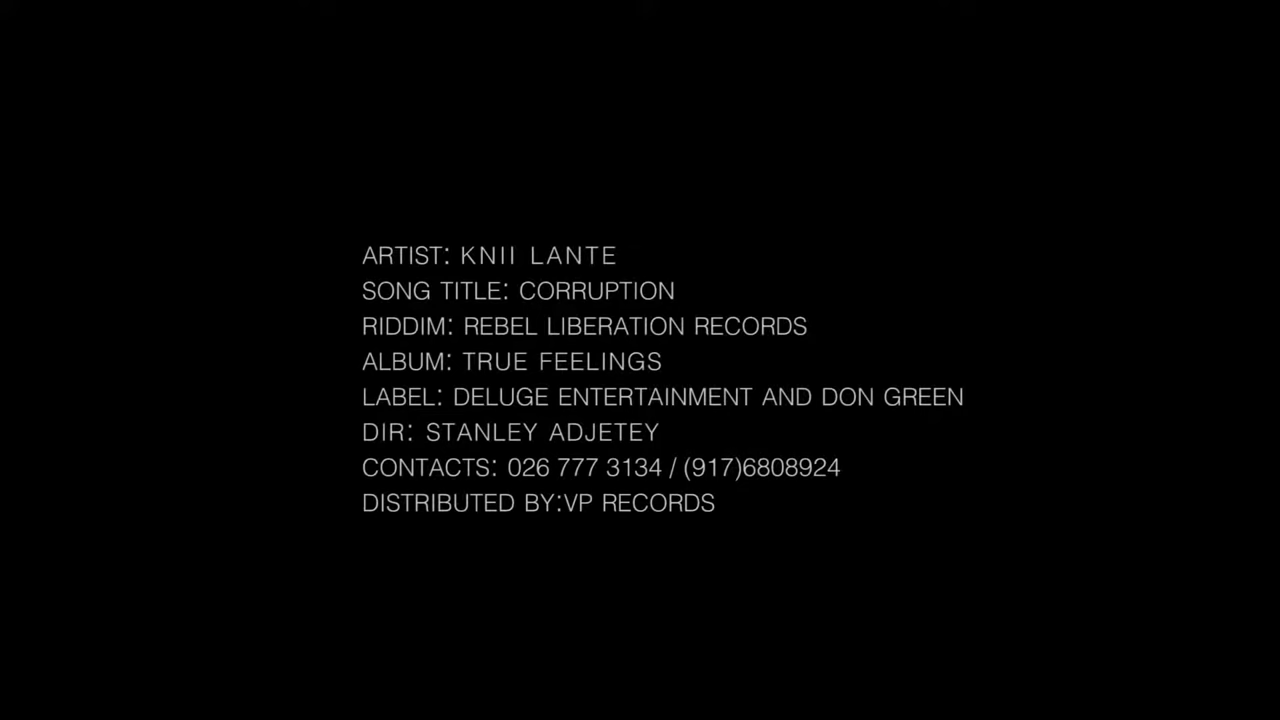 ARTIST: KNII LANTE
SONG TITLE: CORRUPTION
RIDDIM: REBEL LIBERATION RECORDS
ALBUM: TRUE FEELINGS
LABEL: DELUGE ENTERTAINMENT AND DON GREEN
DIR: STANLEY ADJETEY
CONTACTS: 026 777 3134 / (917)6808924
DISTRIBUTED BY:VP RECORDS